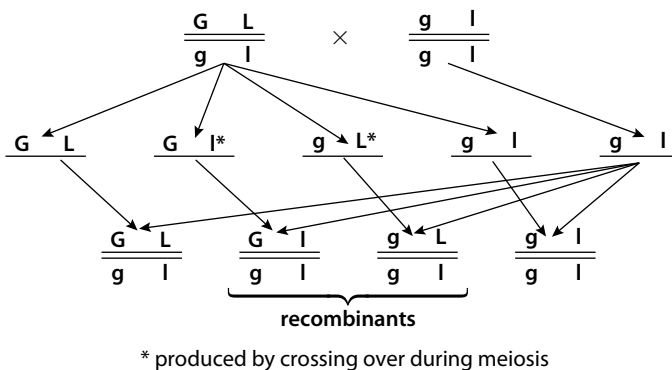 G L × g l
g l g l
G L G l* g L* g l g l
G L G l g L g l
g l g l g l g l
recombinants
* produced by crossing over during meiosis